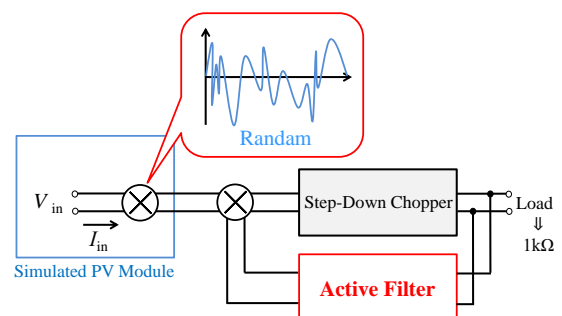 Randam
V in
I in
Simulated PV Module
Step-Down Chopper
Load
⇓
1kΩ
Active Filter